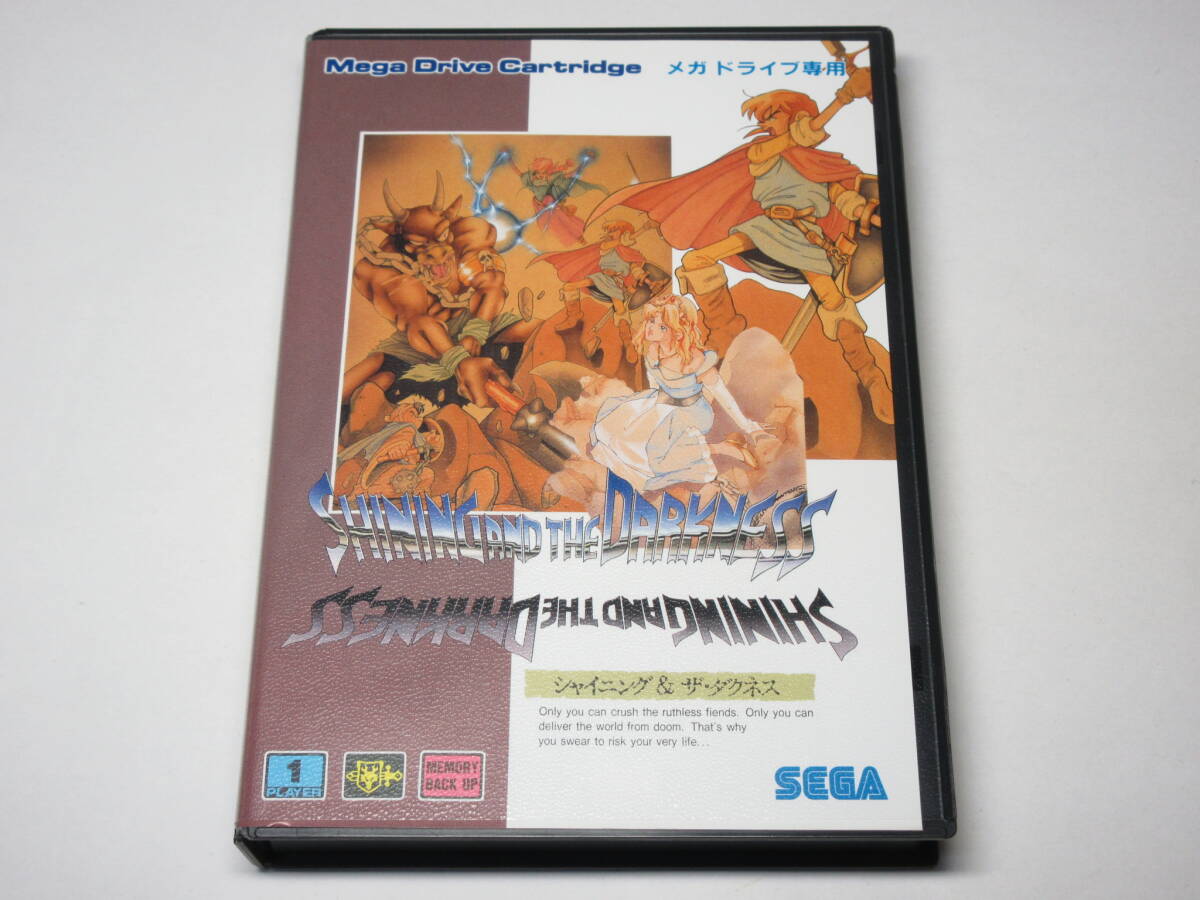 Mega Drive Cartridge メガドライブ専用
SHINING AND THE DARKNESS
SHINING AND THE DARKNESS
シャイニング&ザ・ダクネス
Only you can crush the ruthless fiends. Only you can
deliver the world from doom. That's why
you swear to risk your very life...
1
PLAYER
MEMORY
BACK UP
SEGA